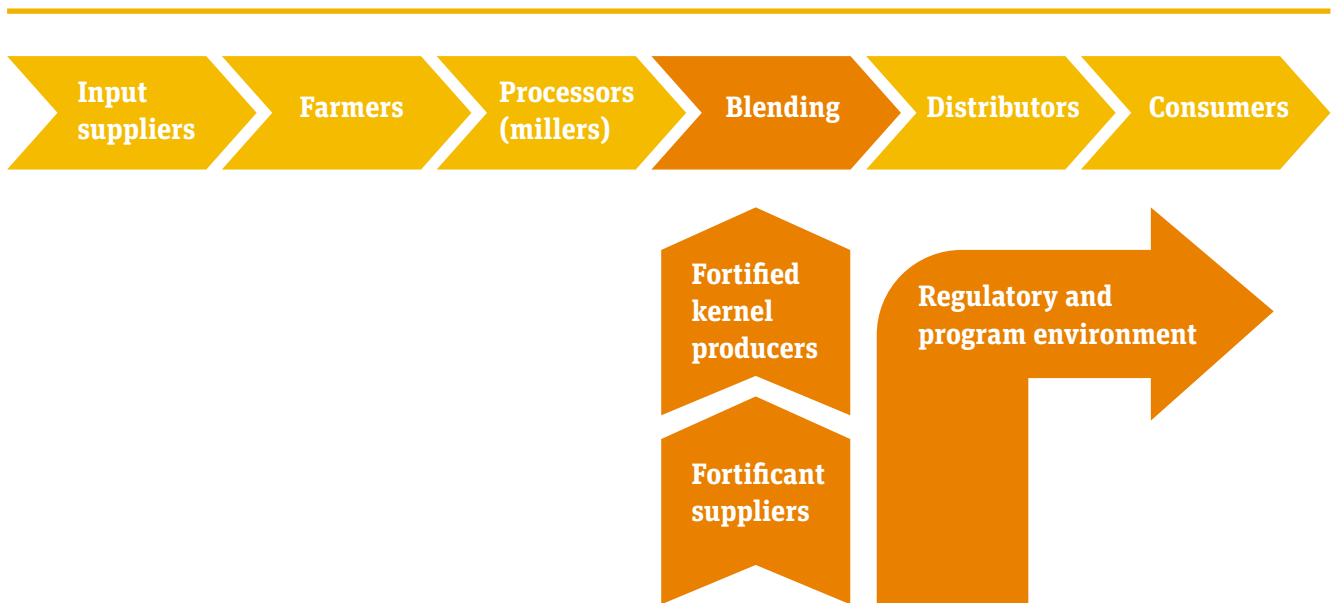 Input
suppliers
Farmers
Processors
(millers)
Blending
Distributors
Consumers
Fortified
kernel
producers
Regulatory and
program environment
Fortificant
suppliers